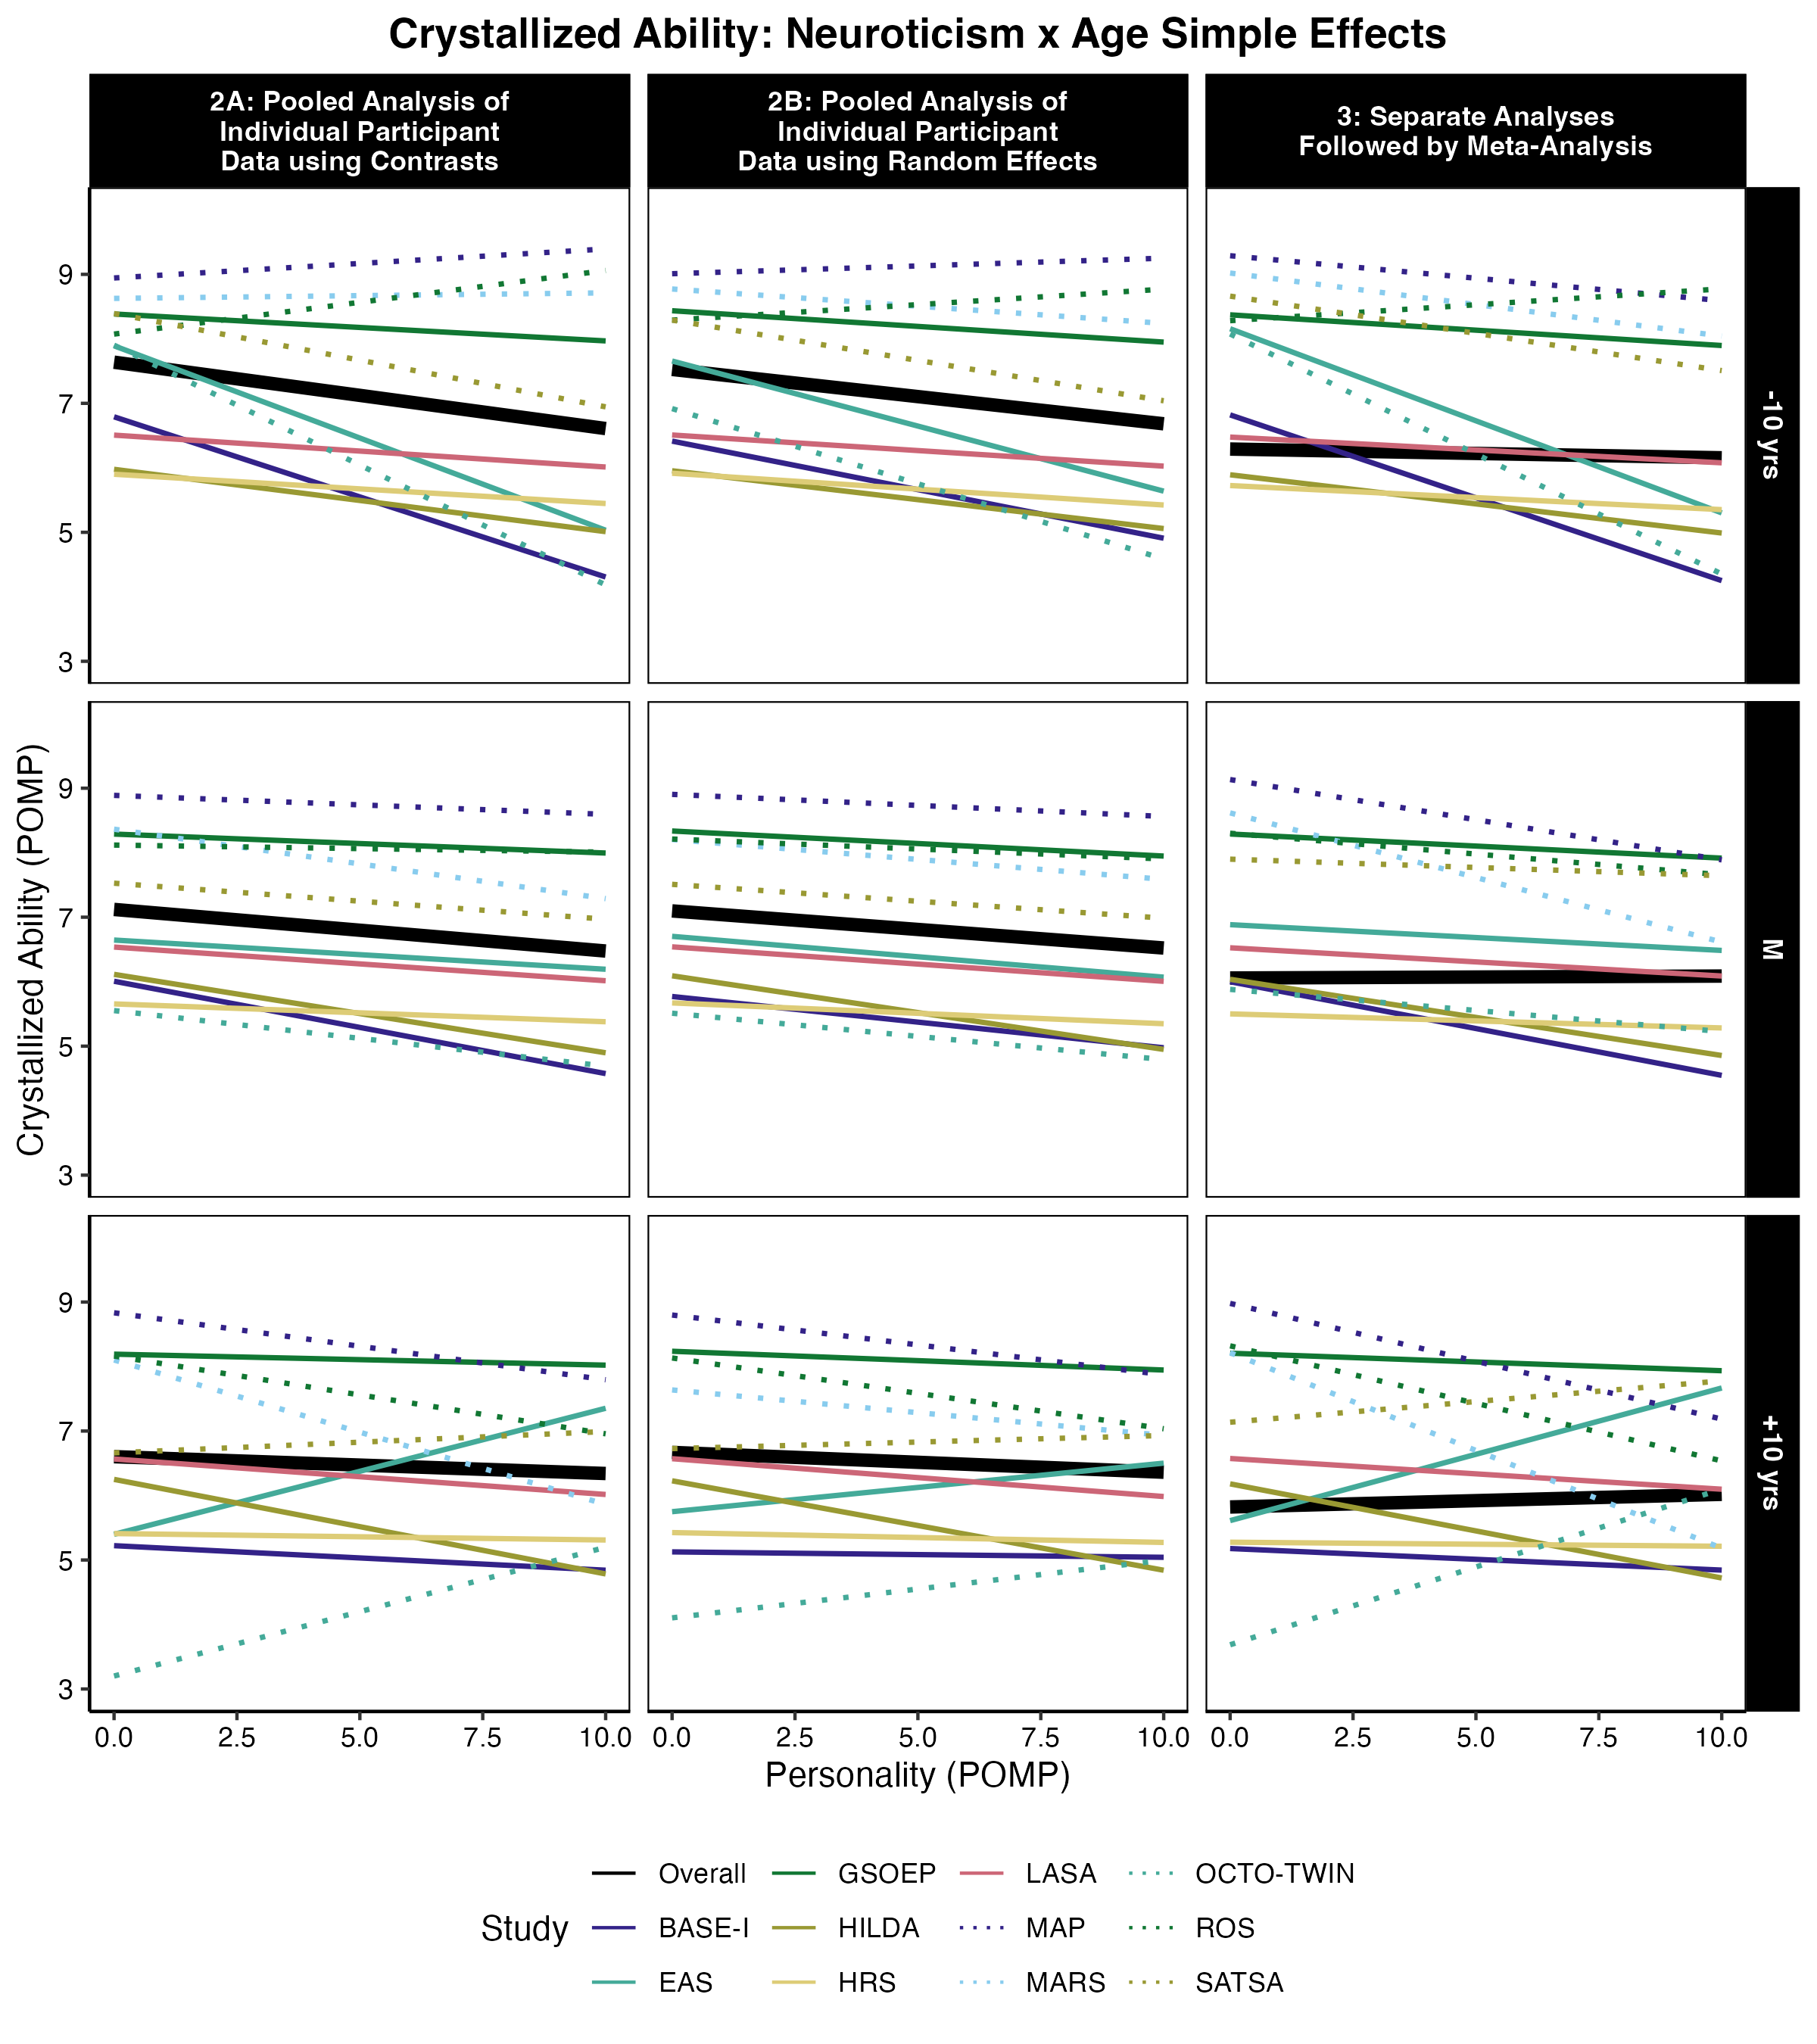 Crystallized Ability: Neuroticism x Age Simple Effects
2A: Pooled Analysis of
Individual Participant
Data using Contrasts
2B: Pooled Analysis of
Individual Participant
Data using Random Effects
3: Separate Analyses
Followed by Meta-Analysis
9
7
5
3
-10 yrs
Crystallized Ability (POMP)
9
7
5
3
M
9
7
5
3
+10 yrs
0.0 2.5 5.0 7.5 10.0
0.0 2.5 5.0 7.5 10.0
0.0 2.5 5.0 7.5 10.0
Personality (POMP)
Study
Overall GSOEP LASA OCTO-TWIN
BASE-I HILDA MAP ROS
EAS HRS MARS SATSA